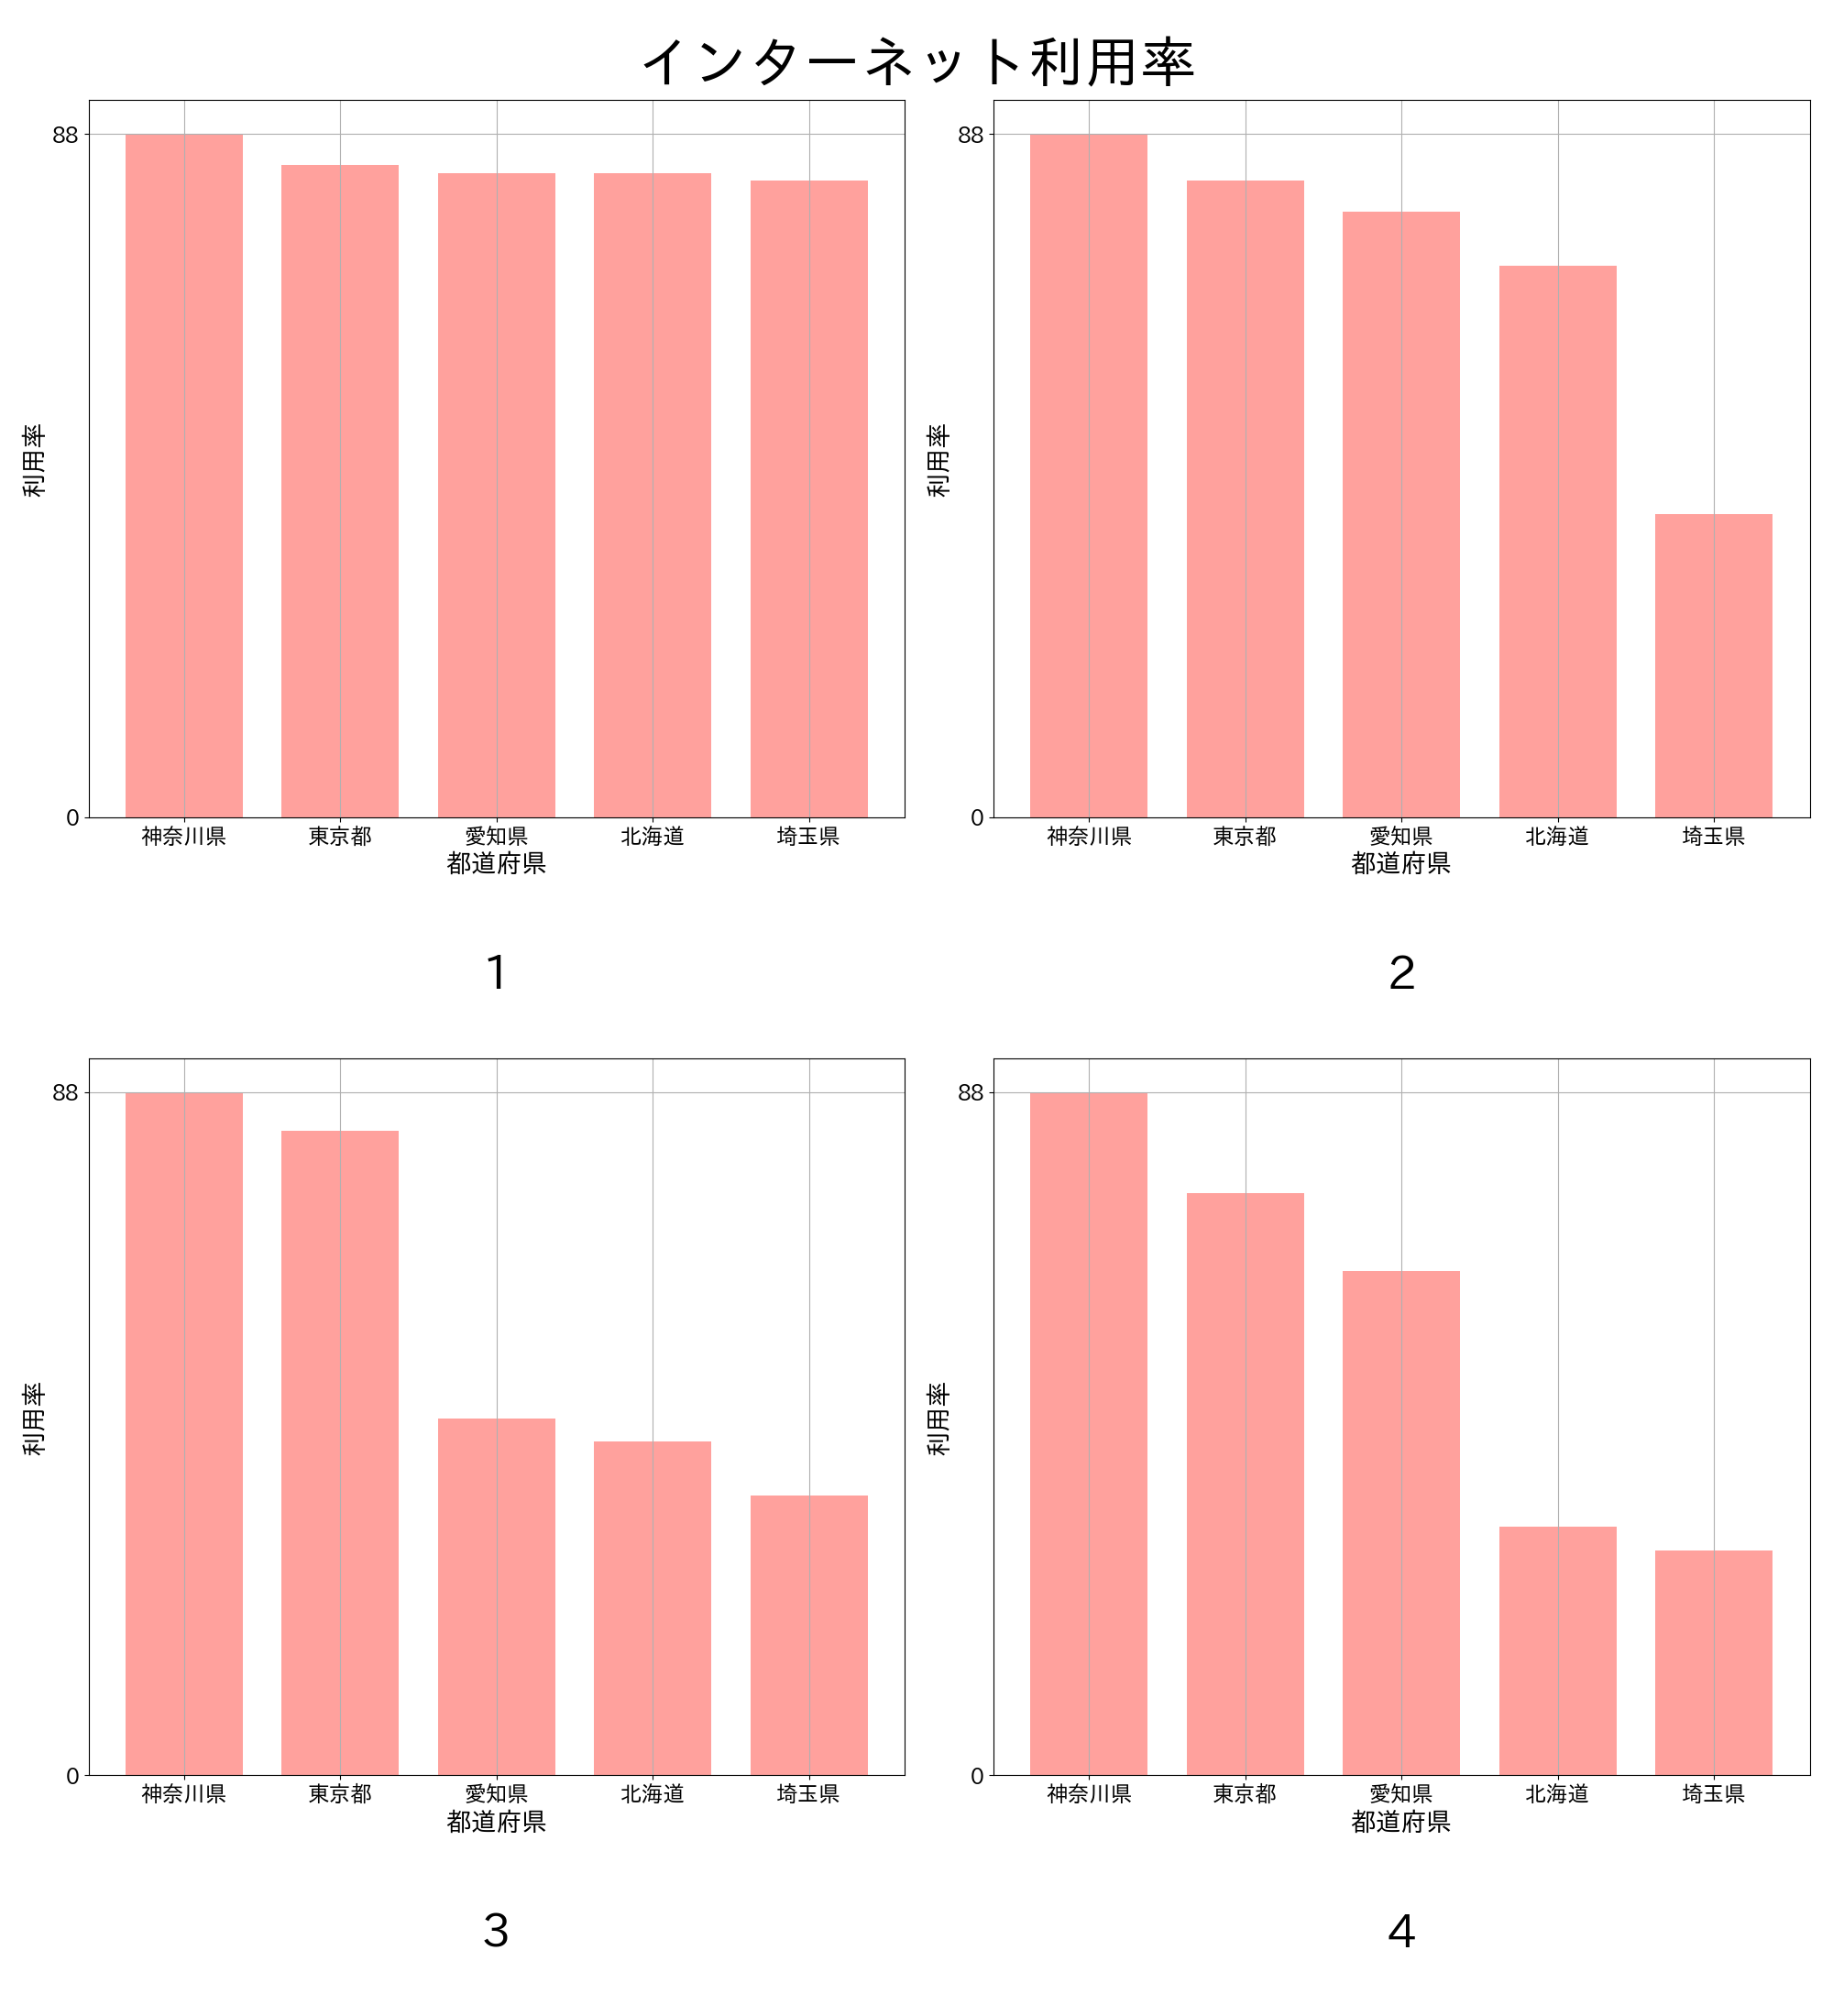 インターネット利用率
88
利用率
0
神奈川県 東京都 愛知県 北海道 埼玉県
都道府県
1
88
利用率
0
神奈川県 東京都 愛知県 北海道 埼玉県
都道府県
2
88
利用率
0
神奈川県 東京都 愛知県 北海道 埼玉県
都道府県
3
88
利用率
0
神奈川県 東京都 愛知県 北海道 埼玉県
都道府県
4